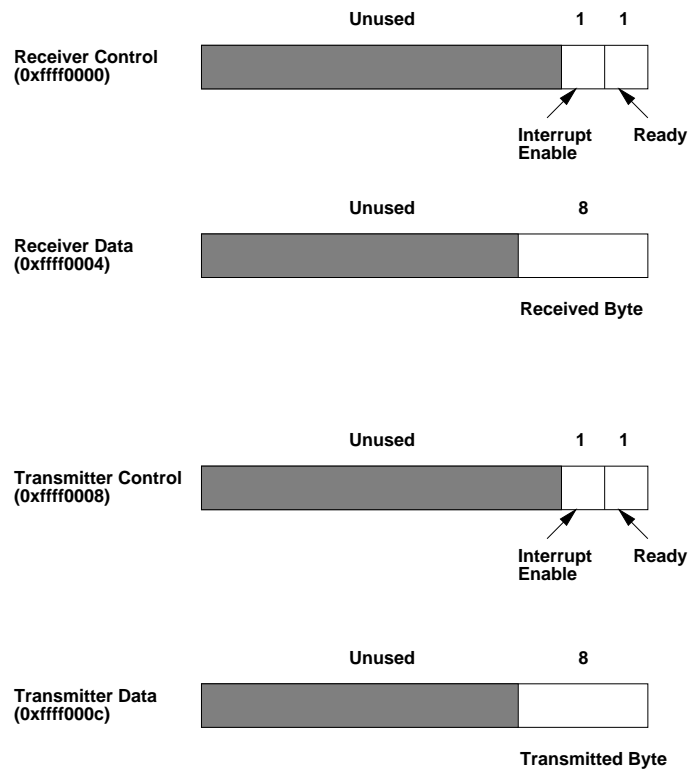 Unused 1 1
Receiver Control
(0xffff0000)
Interrupt
Enable
Ready
Unused 8
Receiver Data
(0xffff0004)
Received Byte
Unused 1 1
Transmitter Control
(0xffff0008)
Interrupt
Enable
Ready
Unused 8
Transmitter Data
(0xffff000c)
Transmitted Byte